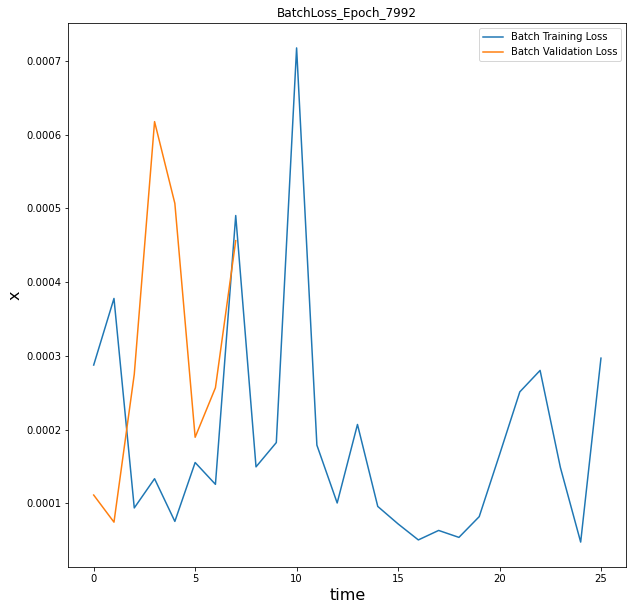 BatchLoss_Epoch_7992
Batch Training Loss
Batch Validation Loss
0.0007
0.0006
0.0005
0.0004
0.0003
0.0002
0.0001
x
0 5 10 15 20 25
time